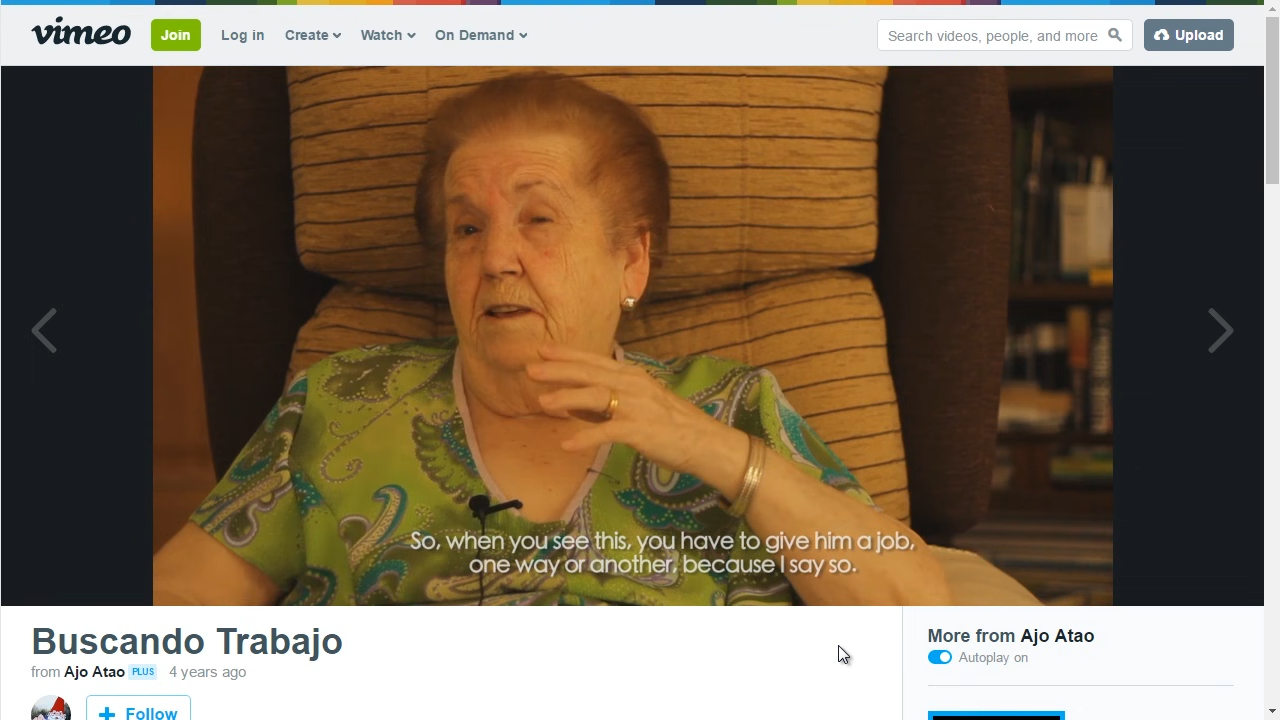 vimeo
Join
Log in
Create
Watch
On Demand
Search videos, people, and more
Upload
So, when you see this, you have to give him a job,
one way or another, because I say so.
Buscando Trabajo
from Ajo Atao PLUS 4 years ago
+ Follow
More from Ajo Atao
Autoplay on